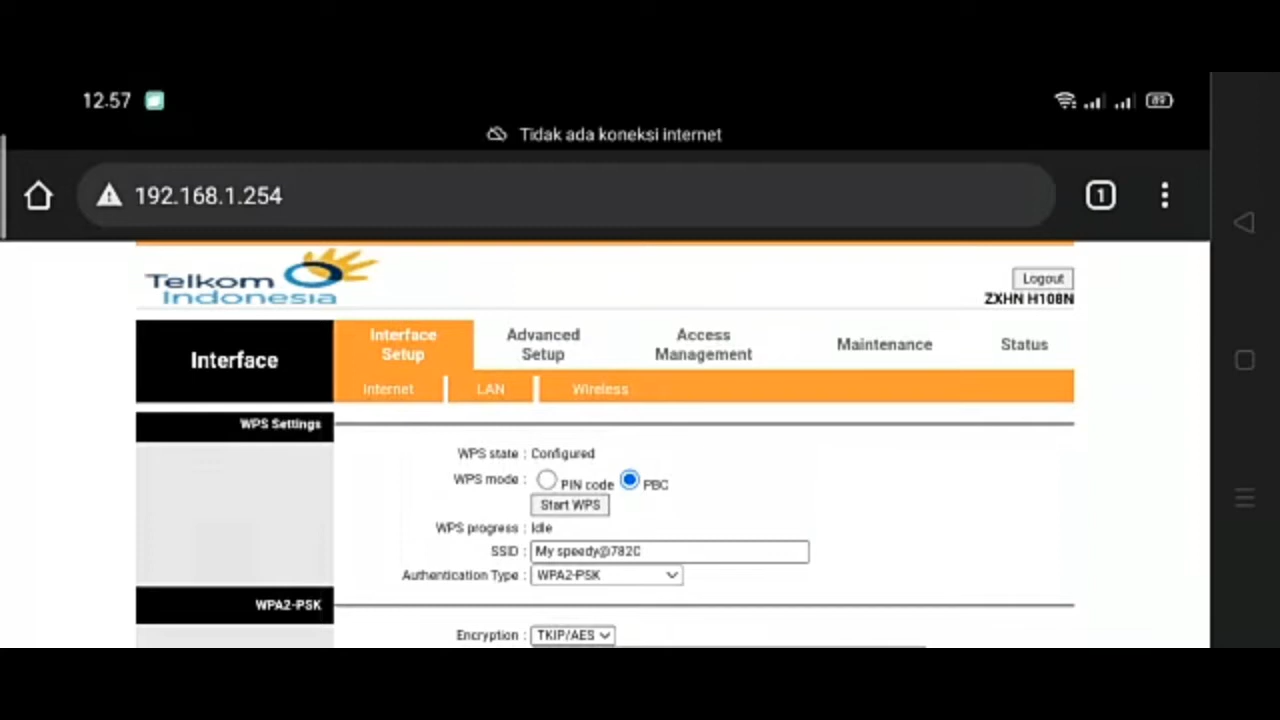 12.57
89
Tidak ada koneksi internet
192.168.1.254
1
Telkom
Indonesia
Logout
ZXHN H108N
Interface
Interface Setup
Advanced Setup
Access Management
Maintenance
Status
Internet
LAN
Wireless
WPS Settings
WPS state : Configured
WPS mode : PIN code PBC
Start WPS
WPS progress : Idle
SSID : My speedy@782C
Authentication Type : WPA2-PSK
WPA2-PSK
Encryption : TKIP/AES